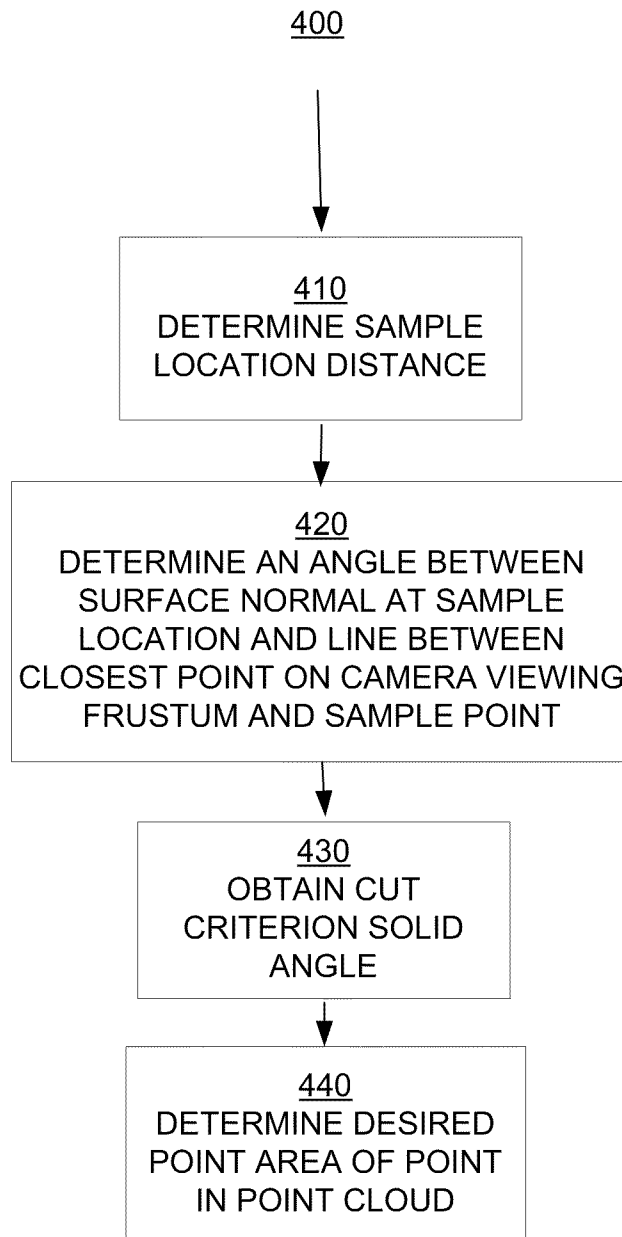 400
410
DETERMINE SAMPLE
LOCATION DISTANCE
420
DETERMINE AN ANGLE BETWEEN
SURFACE NORMAL AT SAMPLE
LOCATION AND LINE BETWEEN
CLOSEST POINT ON CAMERA VIEWING
FRUSTUM AND SAMPLE POINT
430
OBTAIN CUT
CRITERION SOLID
ANGLE
440
DETERMINE DESIRED
POINT AREA OF POINT
IN POINT CLOUD